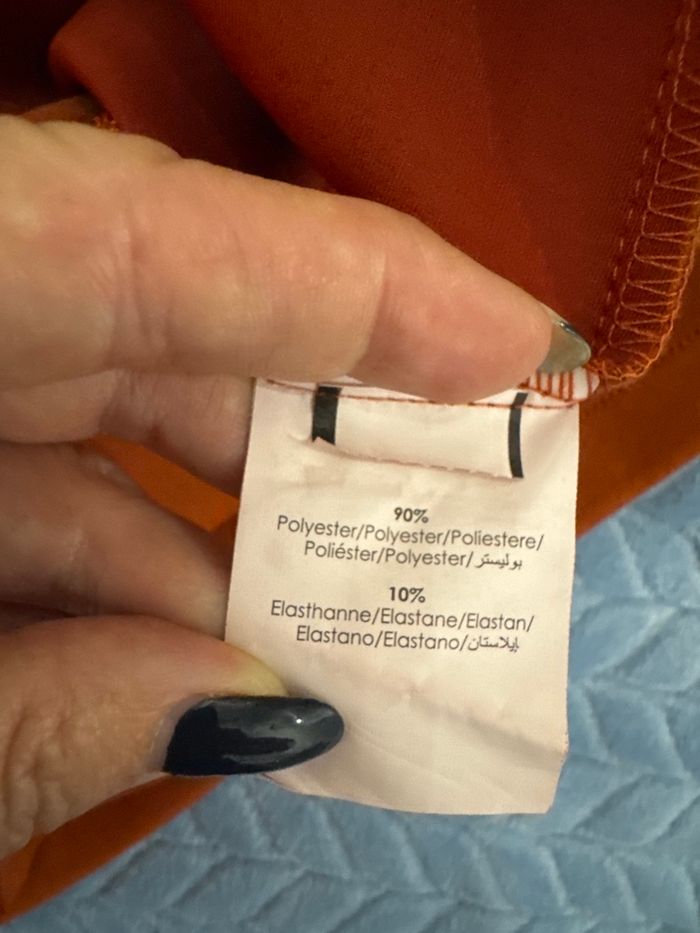 90%
Polyester/Polyester/Poliestere/
Poliéster/Polyester/بوليستر
10%
Elasthanne/Elastane/Elastan/
Elastano/Elastano/إيلاستان